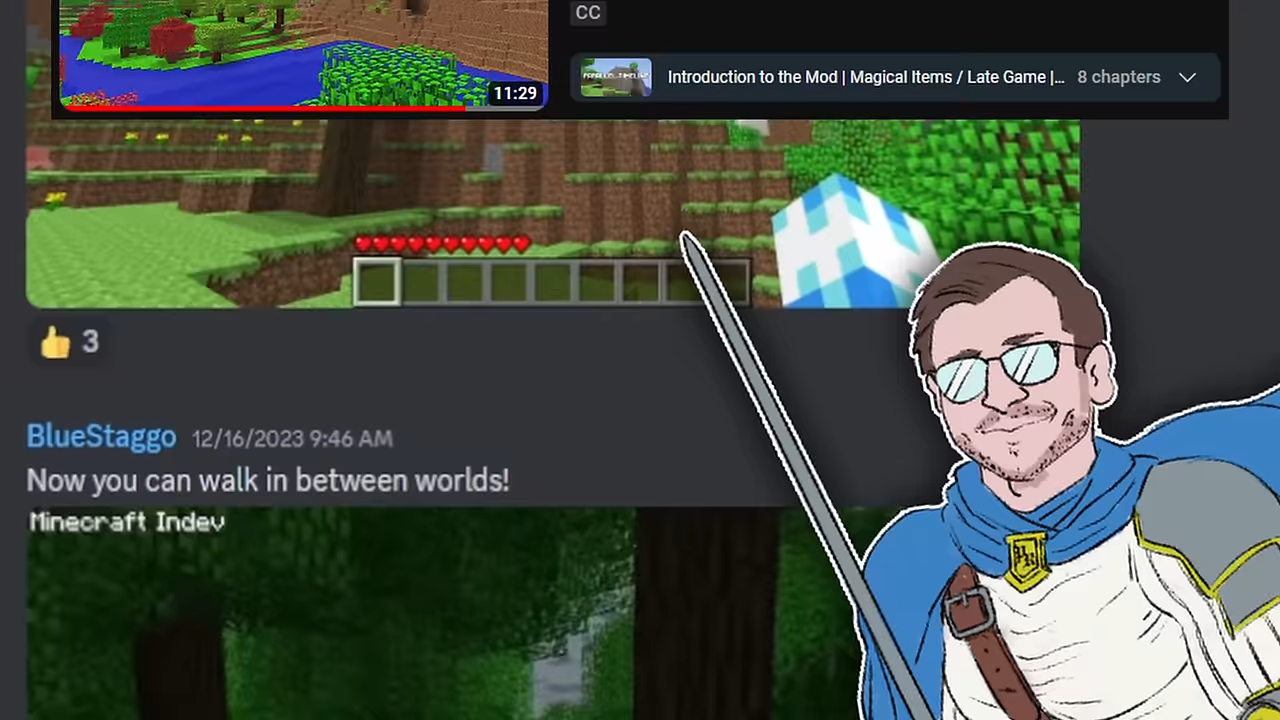 CC
11:29
Introduction to the Mod | Magical Items / Late Game |... 8 chapters
3
BlueStaggo 12/16/2023 9:46 AM
Now you can walk in between worlds!
Minecraft Indev